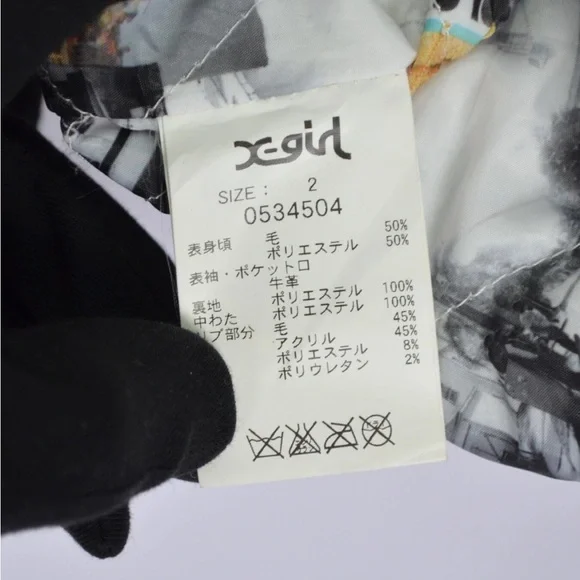 X-girl
SIZE : 2
0534504
表身頃 毛 50%
ポリエステル 50%
表袖・ポケット口
牛革
裏地 ポリエステル 100%
中わた ポリエステル 100%
リブ部分 毛 45%
アクリル 45%
ポリエステル 8%
ポリウレタン 2%